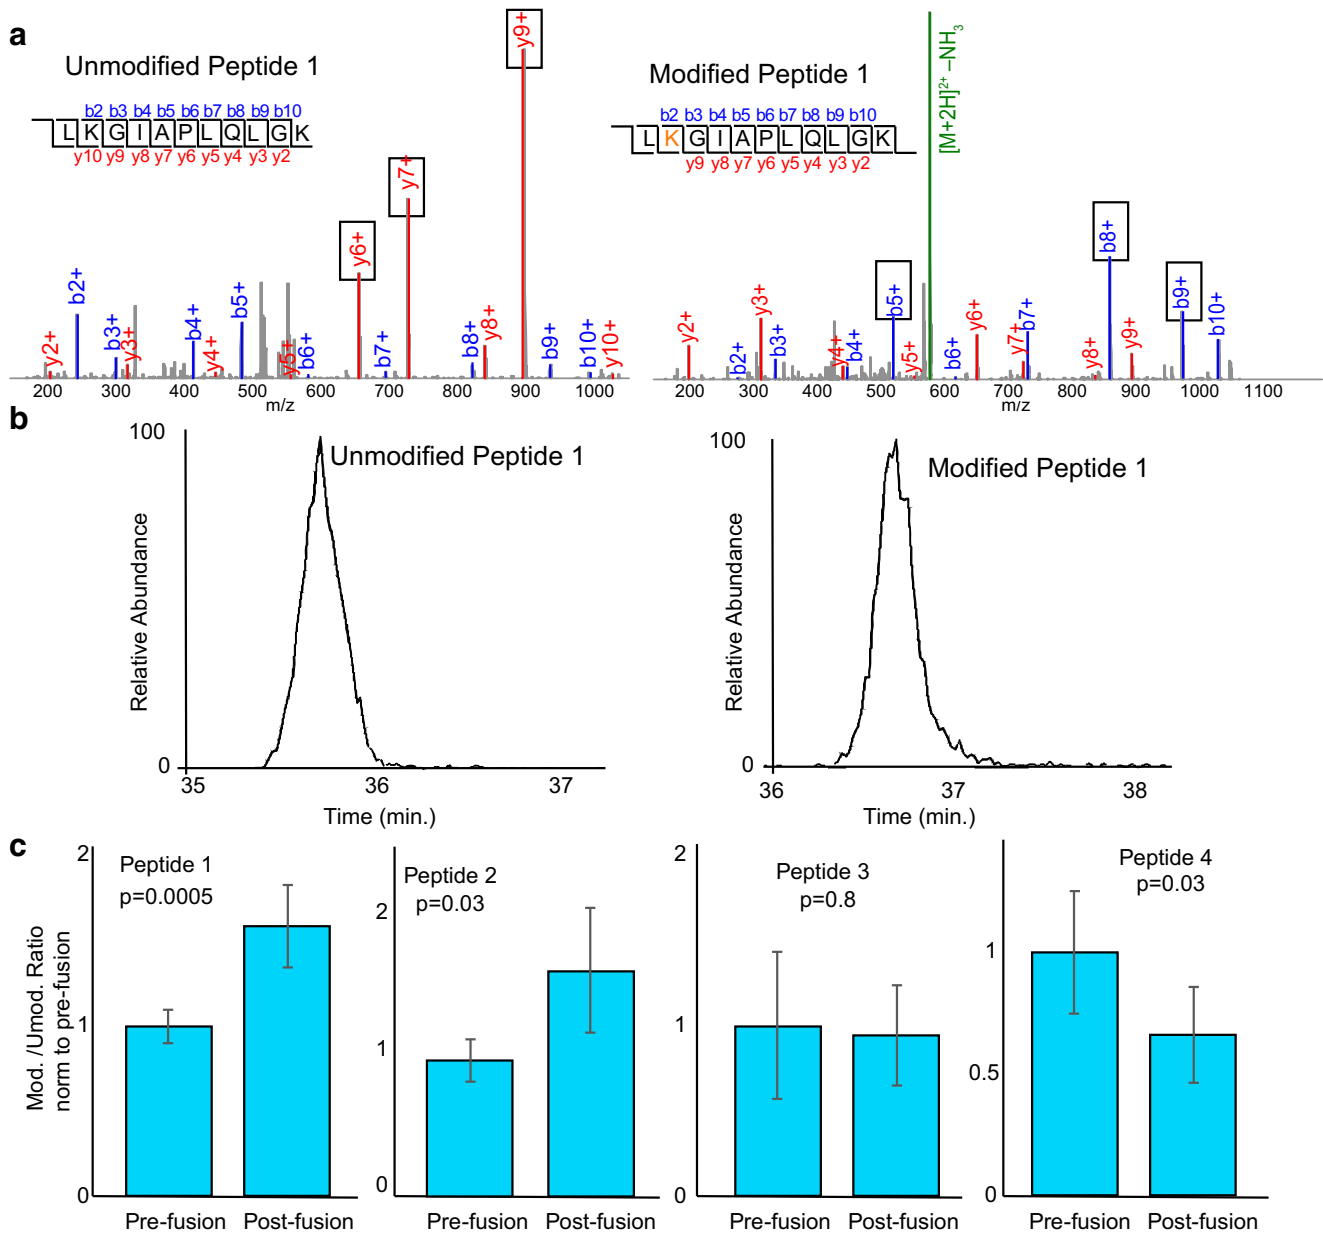 a
Unmodified Peptide 1
b2 b3 b4 b5 b6 b7 b8 b9 b10
L K G I A P L Q L G K
y10 y9 y8 y7 y6 y5 y4 y3 y2
y2+
b2+
b3+
y3+
b4+
y4+
b5+
y5+
b6+
y6+
b7+
y7+
b8+
y8+
y9+
b9+
b10+
y10+
200 300 400 500 600 700 800 900 1000
m/z
Modified Peptide 1
b2 b3 b4 b5 b6 b7 b8 b9 b10
L K G I A P L Q L G K
y9 y8 y7 y6 y5 y4 y3 y2
y2+
b2+
y3+
b3+
y4+
b4+
b5+
y5+
[M+2H]²⁺ –NH₃
b6+
y6+
y7+
b7+
y8+
b8+
y9+
b9+
b10+
200 300 400 500 600 700 800 900 1000 1100
m/z
b
100
Unmodified Peptide 1
Relative Abundance
0
35 36 37
Time (min.)
100
Modified Peptide 1
Relative Abundance
0
36 37 38
Time (min.)
c
Mod. /Umod. Ratio
norm to pre-fusion
2
Peptide 1
p=0.0005
1
0
Pre-fusion Post-fusion
Peptide 2
p=0.03
2
1
0
Pre-fusion Post-fusion
2
Peptide 3
p=0.8
1
0
Pre-fusion Post-fusion
Peptide 4
p=0.03
1
0.5
0
Pre-fusion Post-fusion